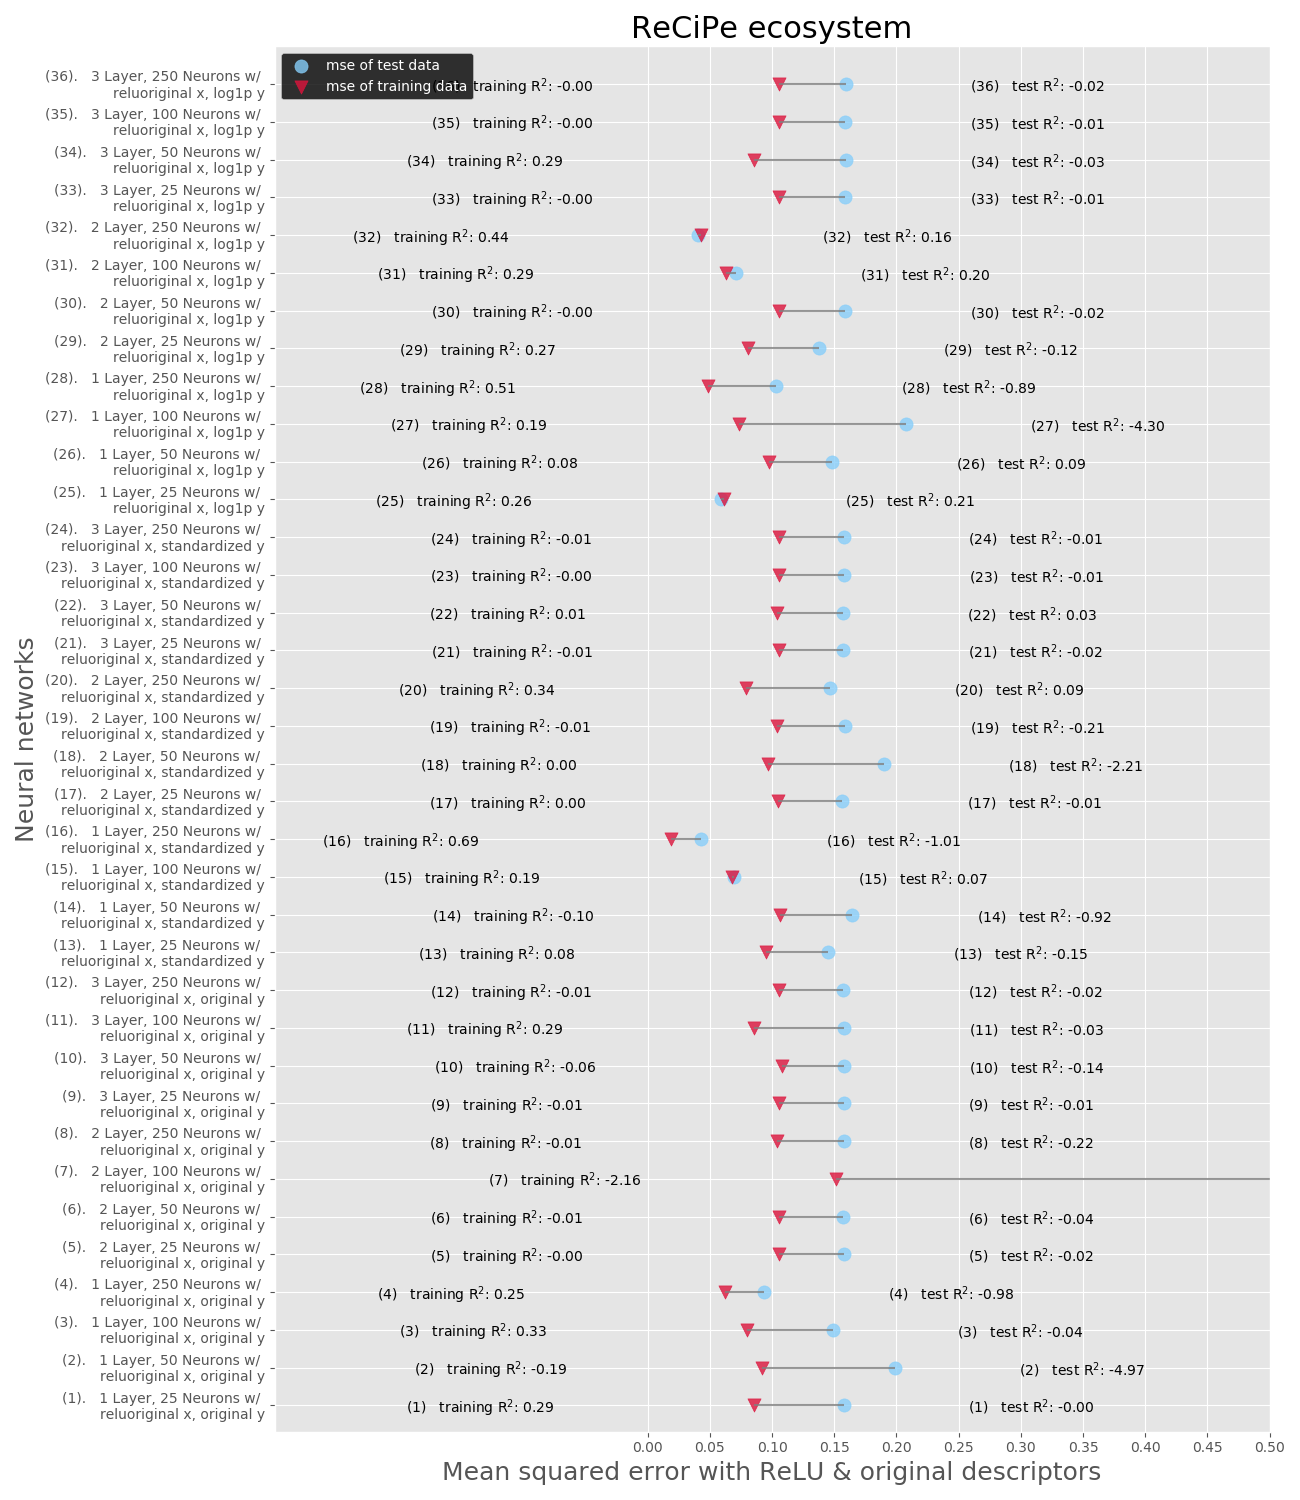 ReCiPe ecosystem
mse of test data
mse of training data
(36). 3 Layer, 250 Neurons w/
reluoriginal x, log1p y
training R²: -0.00
(36) test R²: -0.02
(35). 3 Layer, 100 Neurons w/
reluoriginal x, log1p y
(35) training R²: -0.00
(35) test R²: -0.01
(34). 3 Layer, 50 Neurons w/
reluoriginal x, log1p y
(34) training R²: 0.29
(34) test R²: -0.03
(33). 3 Layer, 25 Neurons w/
reluoriginal x, log1p y
(33) training R²: -0.00
(33) test R²: -0.01
(32). 2 Layer, 250 Neurons w/
reluoriginal x, log1p y
(32) training R²: 0.44
(32) test R²: 0.16
(31). 2 Layer, 100 Neurons w/
reluoriginal x, log1p y
(31) training R²: 0.29
(31) test R²: 0.20
(30). 2 Layer, 50 Neurons w/
reluoriginal x, log1p y
(30) training R²: -0.00
(30) test R²: -0.02
(29). 2 Layer, 25 Neurons w/
reluoriginal x, log1p y
(29) training R²: 0.27
(29) test R²: -0.12
(28). 1 Layer, 250 Neurons w/
reluoriginal x, log1p y
(28) training R²: 0.51
(28) test R²: -0.89
(27). 1 Layer, 100 Neurons w/
reluoriginal x, log1p y
(27) training R²: 0.19
(27) test R²: -4.30
(26). 1 Layer, 50 Neurons w/
reluoriginal x, log1p y
(26) training R²: 0.08
(26) test R²: 0.09
(25). 1 Layer, 25 Neurons w/
reluoriginal x, log1p y
(25) training R²: 0.26
(25) test R²: 0.21
(24). 3 Layer, 250 Neurons w/
reluoriginal x, standardized y
(24) training R²: -0.01
(24) test R²: -0.01
(23). 3 Layer, 100 Neurons w/
reluoriginal x, standardized y
(23) training R²: -0.00
(23) test R²: -0.01
(22). 3 Layer, 50 Neurons w/
reluoriginal x, standardized y
(22) training R²: 0.01
(22) test R²: 0.03
(21). 3 Layer, 25 Neurons w/
reluoriginal x, standardized y
(21) training R²: -0.01
(21) test R²: -0.02
(20). 2 Layer, 250 Neurons w/
reluoriginal x, standardized y
(20) training R²: 0.34
(20) test R²: 0.09
(19). 2 Layer, 100 Neurons w/
reluoriginal x, standardized y
(19) training R²: -0.01
(19) test R²: -0.21
(18). 2 Layer, 50 Neurons w/
reluoriginal x, standardized y
(18) training R²: 0.00
(18) test R²: -2.21
(17). 2 Layer, 25 Neurons w/
reluoriginal x, standardized y
(17) training R²: 0.00
(17) test R²: -0.01
(16). 1 Layer, 250 Neurons w/
reluoriginal x, standardized y
(16) training R²: 0.69
(16) test R²: -1.01
(15). 1 Layer, 100 Neurons w/
reluoriginal x, standardized y
(15) training R²: 0.19
(15) test R²: 0.07
(14). 1 Layer, 50 Neurons w/
reluoriginal x, standardized y
(14) training R²: -0.10
(14) test R²: -0.92
(13). 1 Layer, 25 Neurons w/
reluoriginal x, standardized y
(13) training R²: 0.08
(13) test R²: -0.15
(12). 3 Layer, 250 Neurons w/
reluoriginal x, original y
(12) training R²: -0.01
(12) test R²: -0.02
(11). 3 Layer, 100 Neurons w/
reluoriginal x, original y
(11) training R²: 0.29
(11) test R²: -0.03
(10). 3 Layer, 50 Neurons w/
reluoriginal x, original y
(10) training R²: -0.06
(10) test R²: -0.14
(9). 3 Layer, 25 Neurons w/
reluoriginal x, original y
(9) training R²: -0.01
(9) test R²: -0.01
(8). 2 Layer, 250 Neurons w/
reluoriginal x, original y
(8) training R²: -0.01
(8) test R²: -0.22
(7). 2 Layer, 100 Neurons w/
reluoriginal x, original y
(7) training R²: -2.16
(6). 2 Layer, 50 Neurons w/
reluoriginal x, original y
(6) training R²: -0.01
(6) test R²: -0.04
(5). 2 Layer, 25 Neurons w/
reluoriginal x, original y
(5) training R²: -0.00
(5) test R²: -0.02
(4). 1 Layer, 250 Neurons w/
reluoriginal x, original y
(4) training R²: 0.25
(4) test R²: -0.98
(3). 1 Layer, 100 Neurons w/
reluoriginal x, original y
(3) training R²: 0.33
(3) test R²: -0.04
(2). 1 Layer, 50 Neurons w/
reluoriginal x, original y
(2) training R²: -0.19
(2) test R²: -4.97
(1). 1 Layer, 25 Neurons w/
reluoriginal x, original y
(1) training R²: 0.29
(1) test R²: -0.00
Neural networks
0.00 0.05 0.10 0.15 0.20 0.25 0.30 0.35 0.40 0.45 0.50
Mean squared error with ReLU & original descriptors